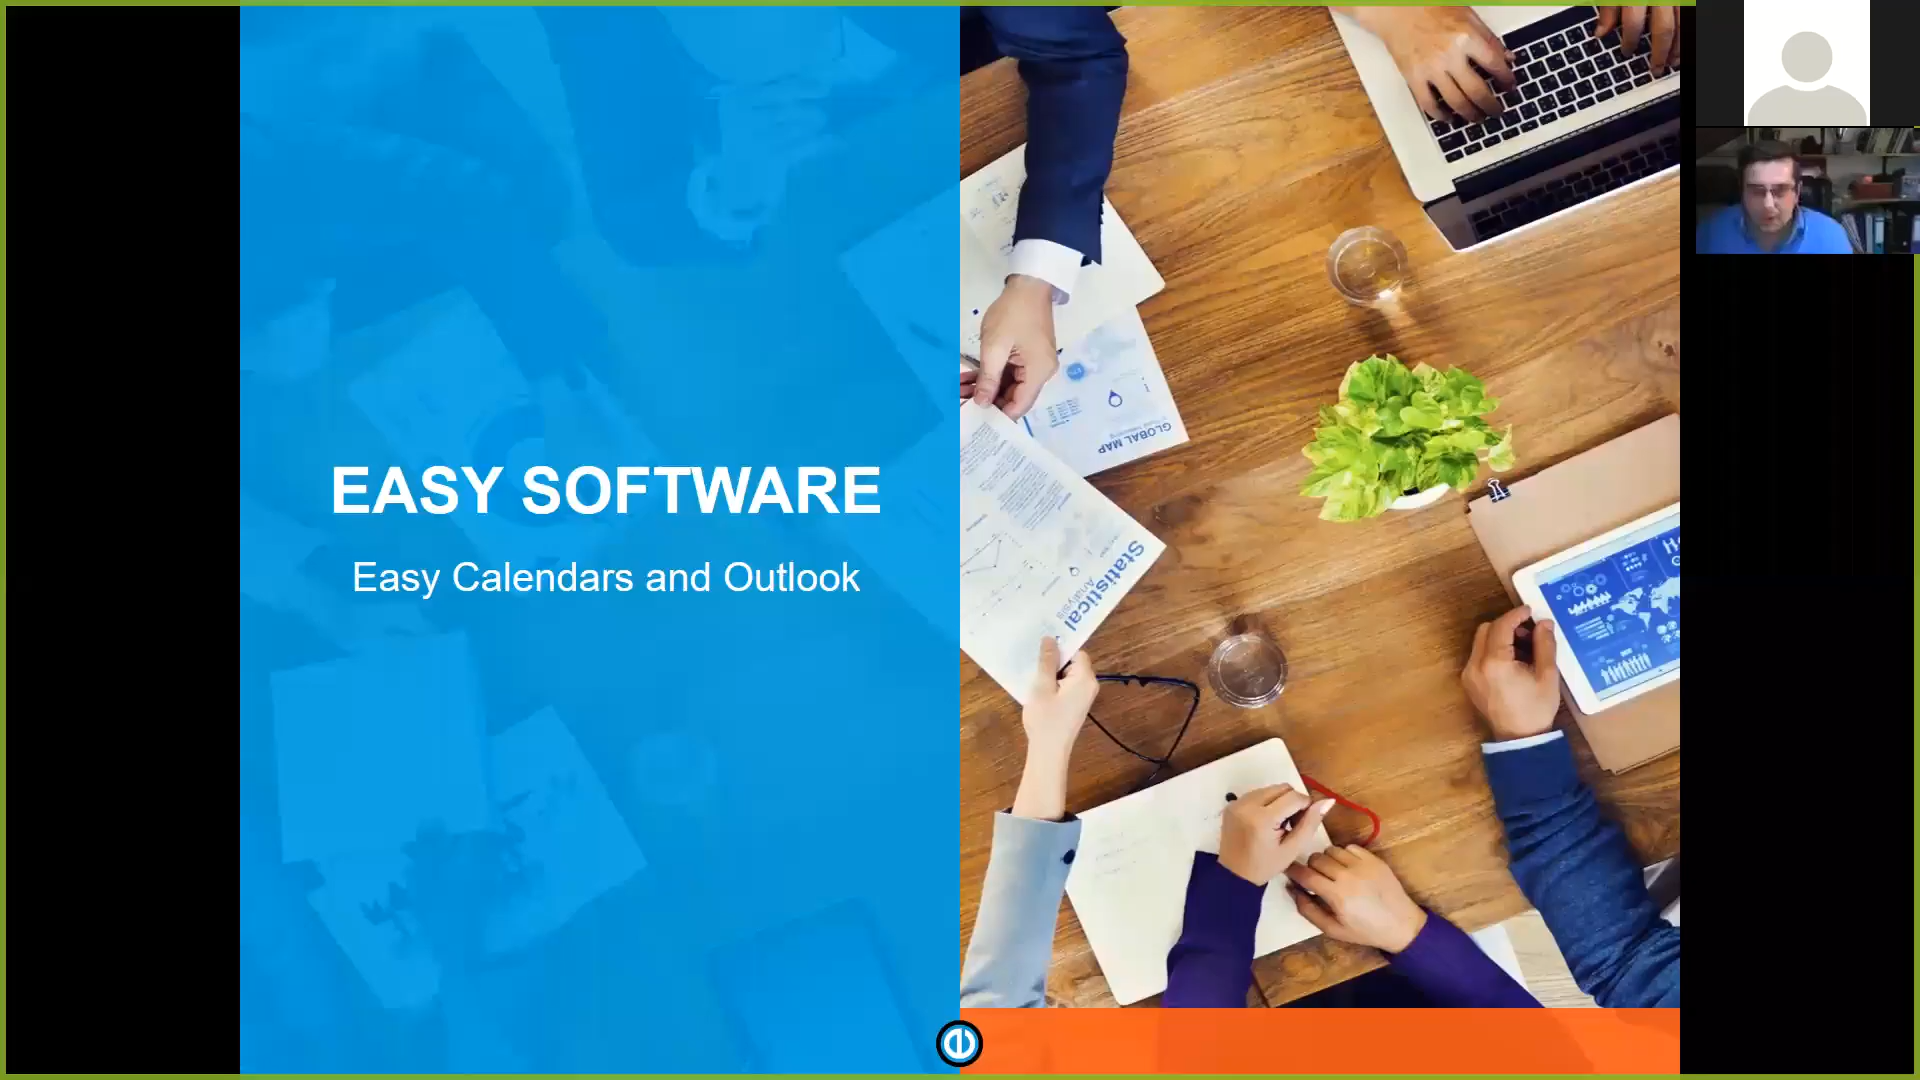 EASY SOFTWARE
Easy Calendars and Outlook
GLOBAL MAP
Statistical
Analysis